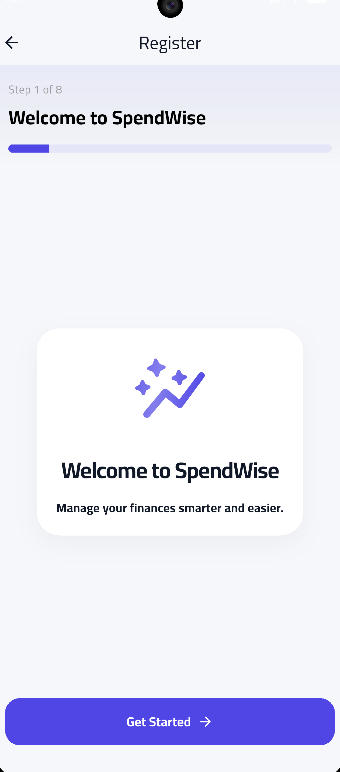 Register
Step 1 of 8
Welcome to SpendWise
Welcome to SpendWise
Manage your finances smarter and easier.
Get Started